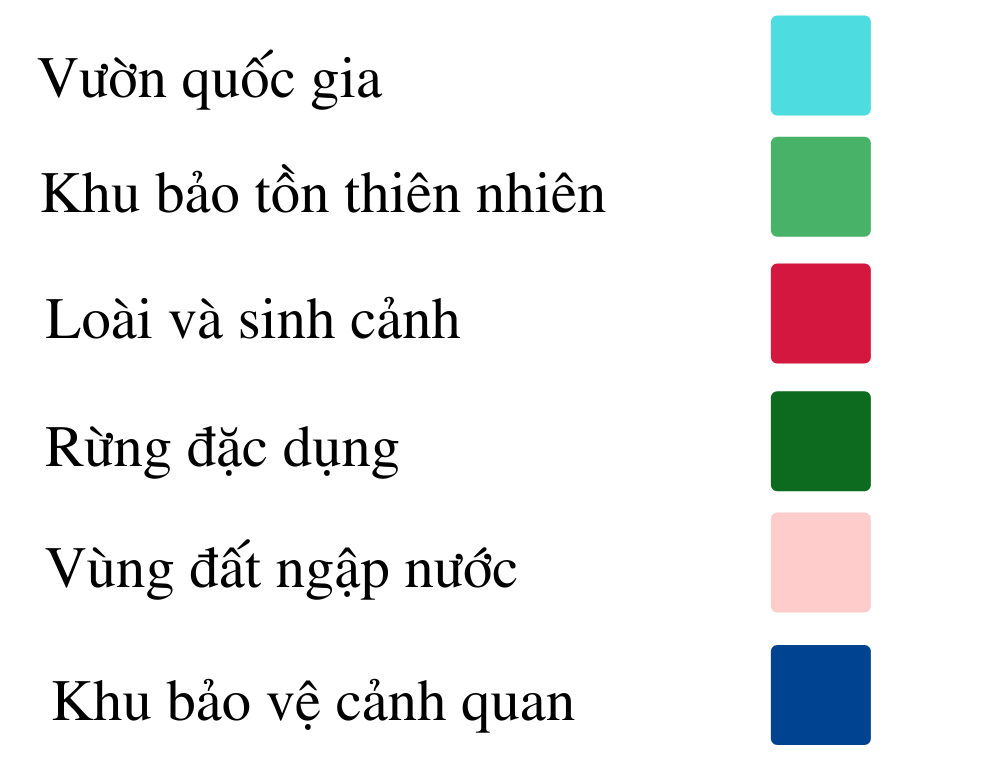 Vườn quốc gia
Khu bảo tồn thiên nhiên
Loài và sinh cảnh
Rừng đặc dụng
Vùng đất ngập nước
Khu bảo vệ cảnh quan